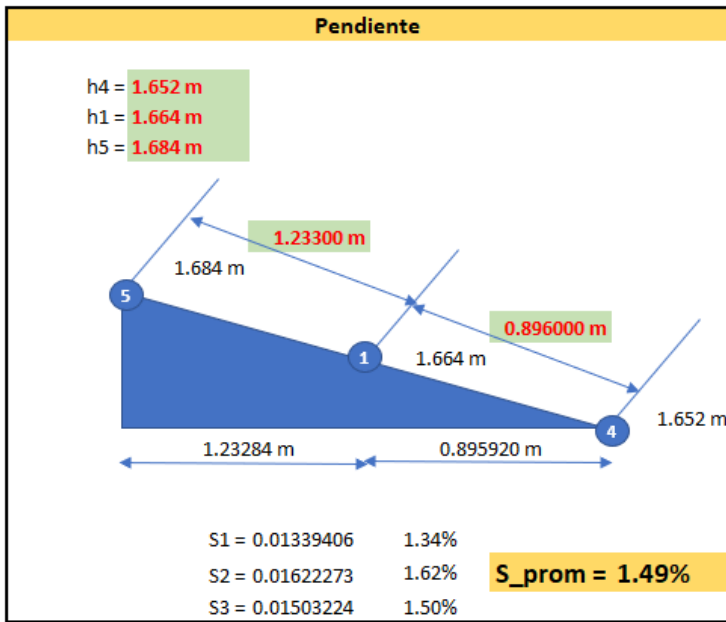 Pendiente
h4 = 1.652 m
h1 = 1.664 m
h5 = 1.684 m
1.23300 m
1.684 m
5
0.896000 m
1
1.664 m
1.652 m
4
1.23284 m
0.895920 m
S1 = 0.01339406 1.34%
S2 = 0.01622273 1.62%
S_prom = 1.49%
S3 = 0.01503224 1.50%